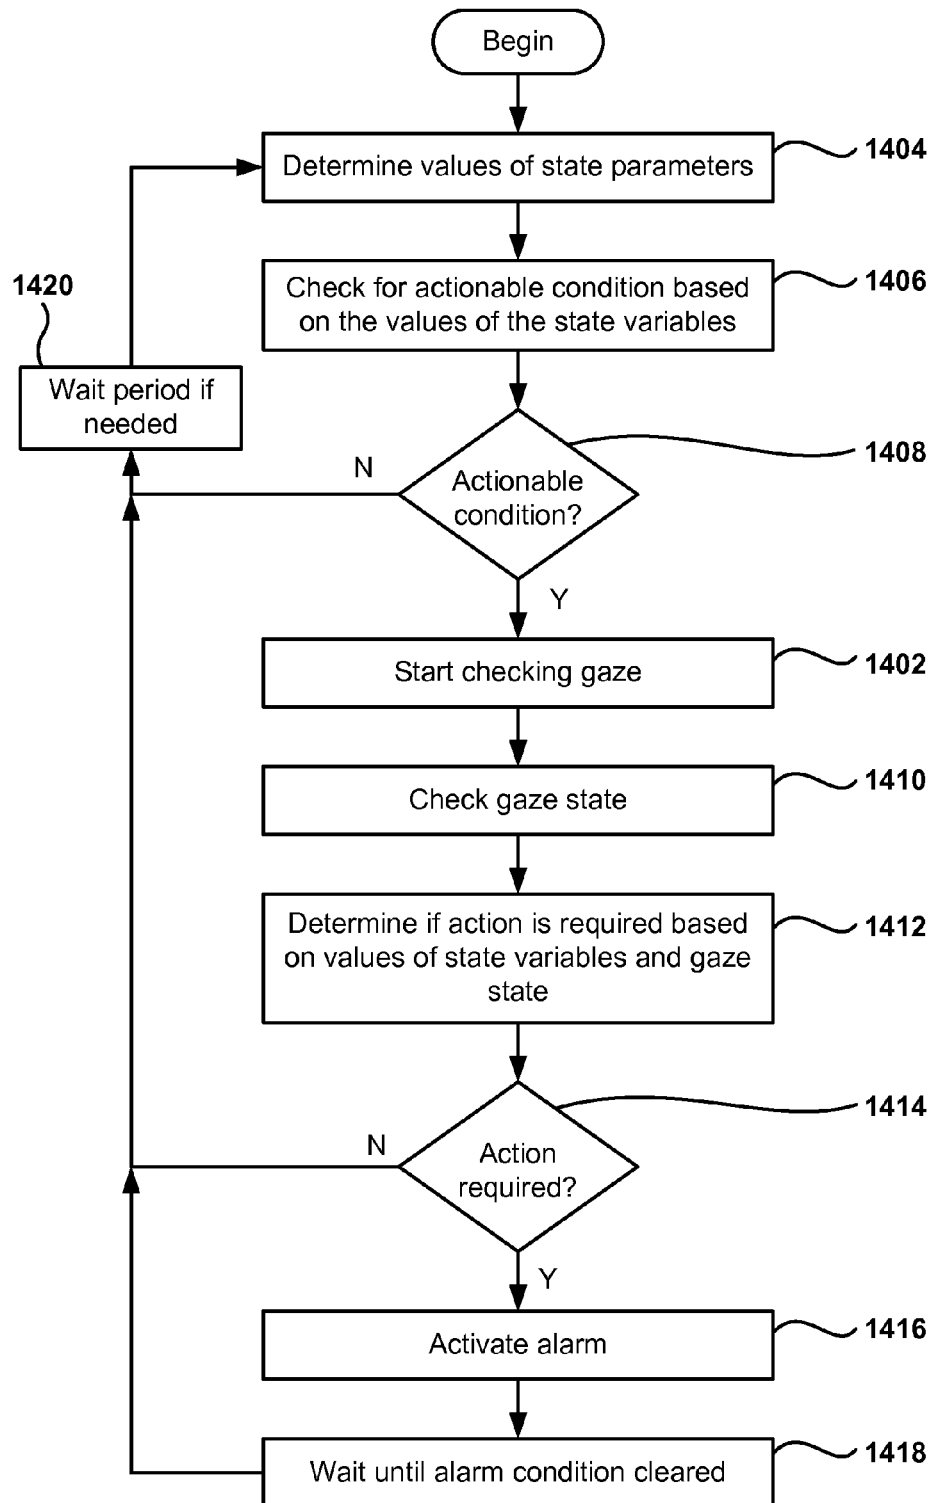 Begin
Determine values of state parameters
1404
Check for actionable condition based
on the values of the state variables
1406
1420
Wait period if
needed
N
Actionable
condition?
1408
Y
Start checking gaze
1402
Check gaze state
1410
Determine if action is required based
on values of state variables and gaze
state
1412
N
Action
required?
1414
Y
Activate alarm
1416
Wait until alarm condition cleared
1418